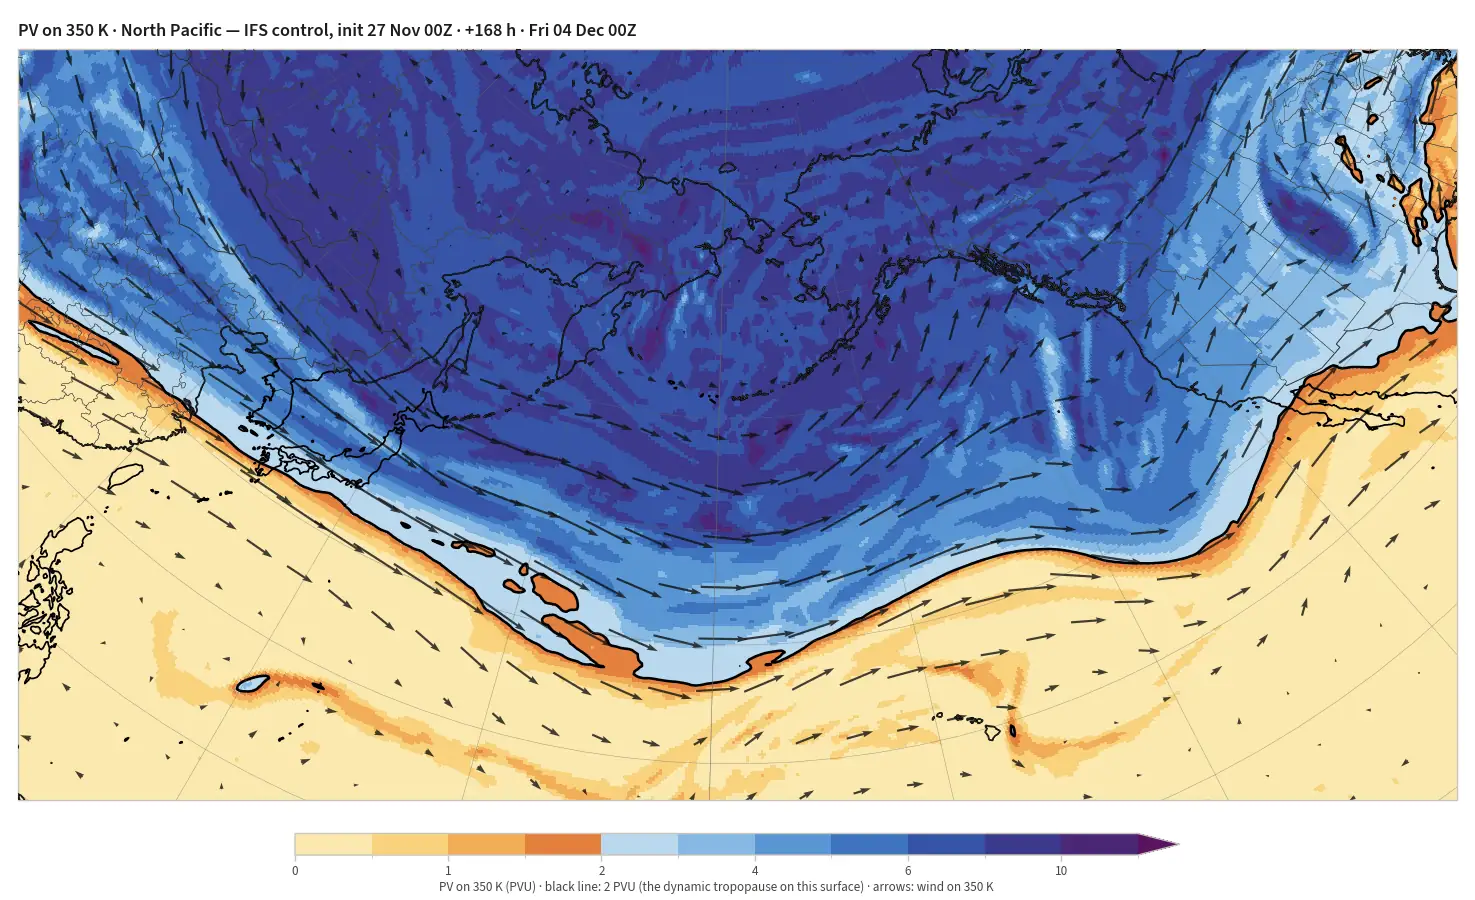 PV on 350 K · North Pacific — IFS control, init 27 Nov 00Z · +168 h · Fri 04 Dec 00Z
0 1 2 4 6 10
PV on 350 K (PVU) · black line: 2 PVU (the dynamic tropopause on this surface) · arrows: wind on 350 K